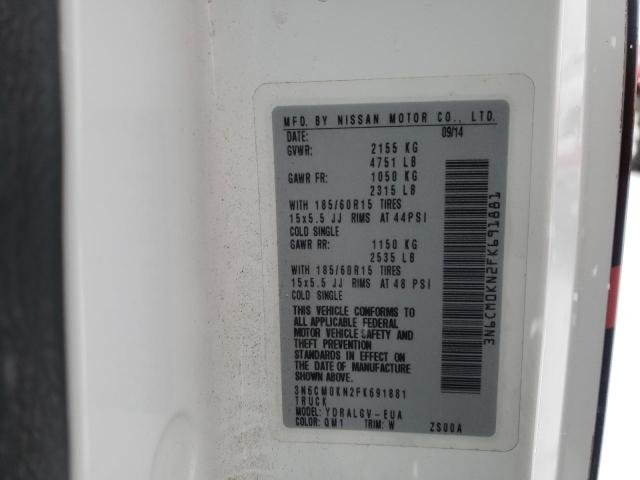 MFD. BY NISSAN MOTOR CO., LTD.
DATE: 09/14
GVWR: 2155 KG
4751 LB
GAWR FR: 1050 KG
2315 LB
WITH 185/60R15 TIRES
15x5.5 JJ RIMS AT 44PSI
COLD SINGLE
GAWR RR: 1150 KG
2535 LB
WITH 185/60R15 TIRES
15x5.5 JJ RIMS AT 48 PSI
COLD SINGLE
THIS VEHICLE CONFORMS TO
ALL APPLICABLE FEDERAL
MOTOR VEHICLE SAFETY AND
THEFT PREVENTION
STANDARDS IN EFFECT ON
THE DATE OF MANUFACTURE
SHOWN ABOVE.
3N6CM0KN2FK691881
TRUCK
MODEL: YDRALGV-EUA
COLOR: QM1 TRIM: W ZS00A
3N6CM0KN2FK691881